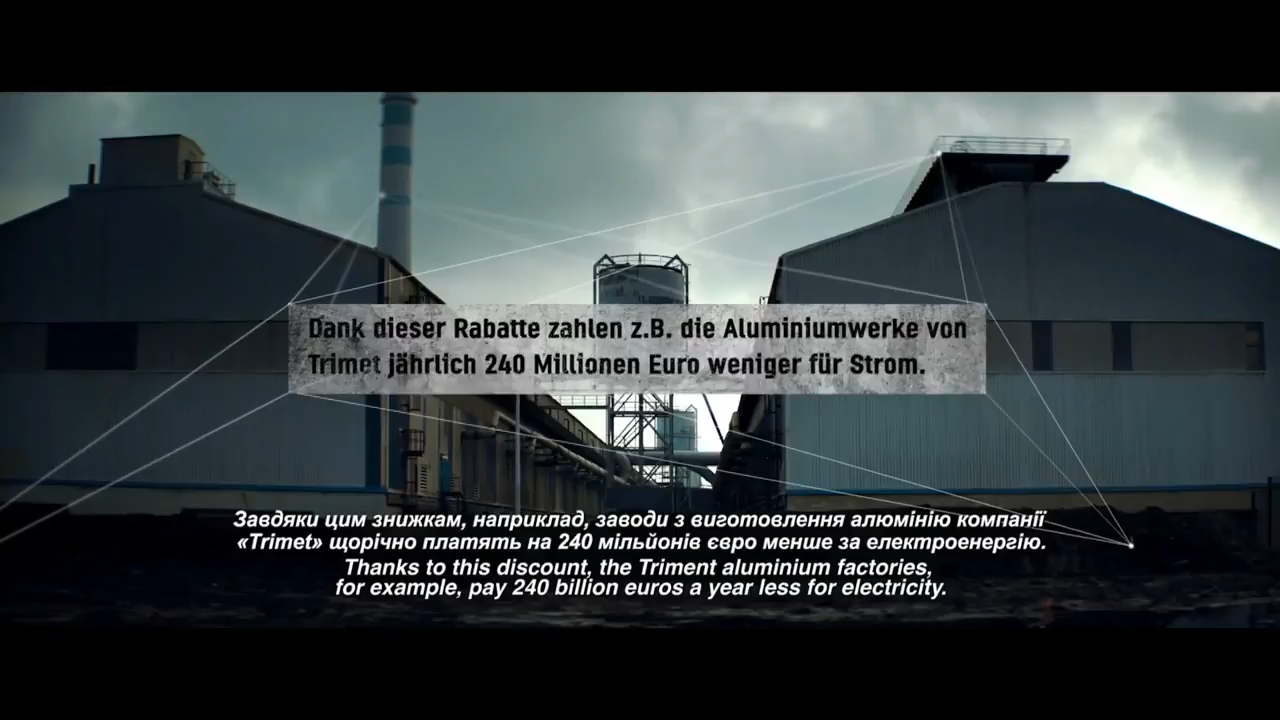 Dank dieser Rabatte zahlen z.B. die Aluminiumwerke von
Trimet jährlich 240 Millionen Euro weniger für Strom.
Завдяки цим знижкам, наприклад, заводи з виготовлення алюмінію компанії
«Trimet» щорічно платять на 240 мільйонів євро менше за електроенергію.
Thanks to this discount, the Triment aluminium factories,
for example, pay 240 billion euros a year less for electricity.